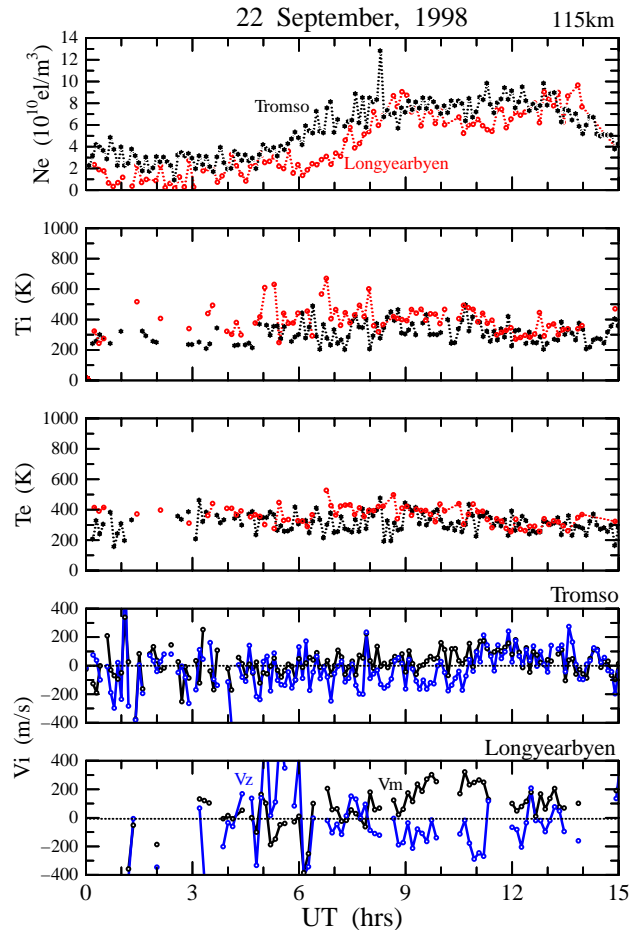 22 September, 1998 115km
14
12
10
8
6
4
2
0
Ne (10^10 el/m^3)
Tromso
Longyearbyen
1000
800
600
400
200
0
Ti (K)
1000
800
600
400
200
0
Te (K)
Tromso
400
200
0
−200
−400
Vi (m/s)
Longyearbyen
400
200
0
−200
−400
Vz
Vm
0 3 6 9 12 15
UT (hrs)